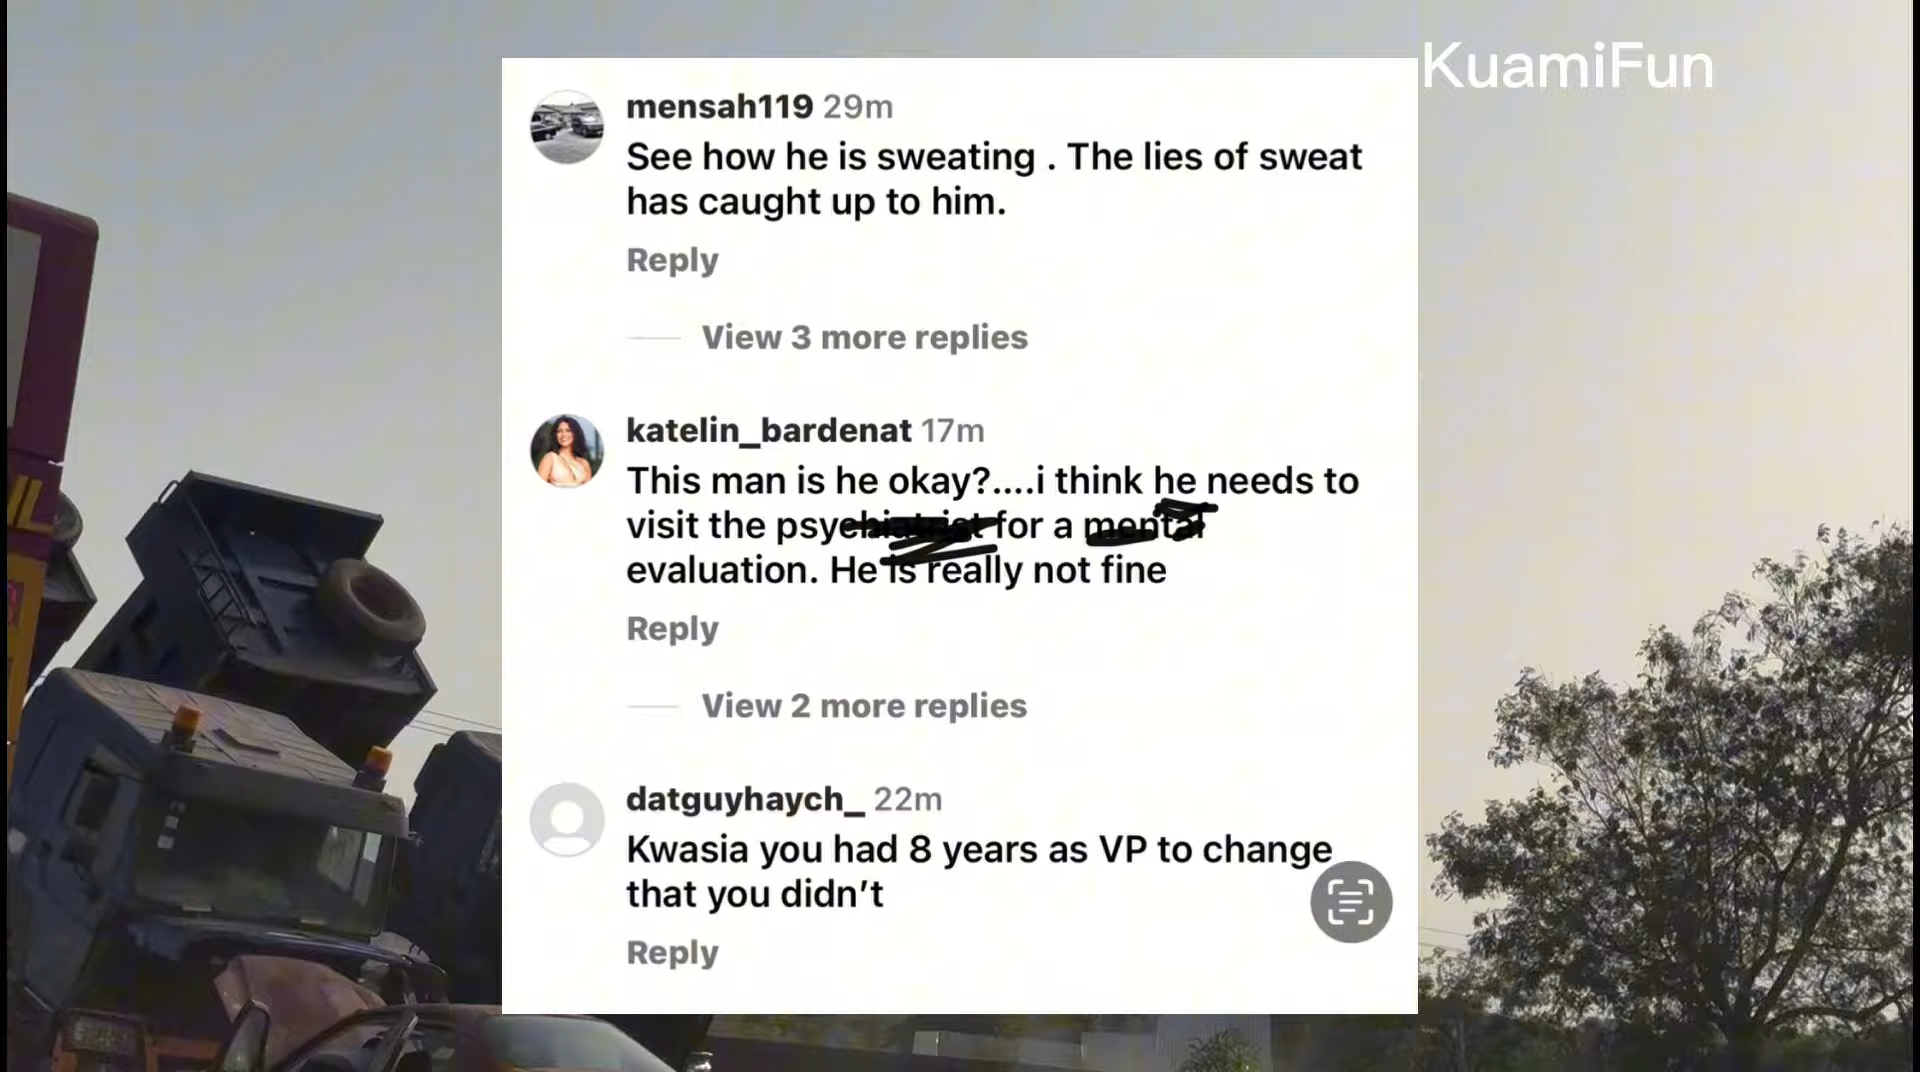 KuamiFun
mensah119 29m
See how he is sweating . The lies of sweat
has caught up to him.
Reply
View 3 more replies
katelin_bardenat 17m
This man is he okay?....i think he needs to
visit the psychiatrist for a mental
evaluation. He is really not fine
Reply
View 2 more replies
datguyhaych_ 22m
Kwasia you had 8 years as VP to change
that you didn’t
Reply
IL